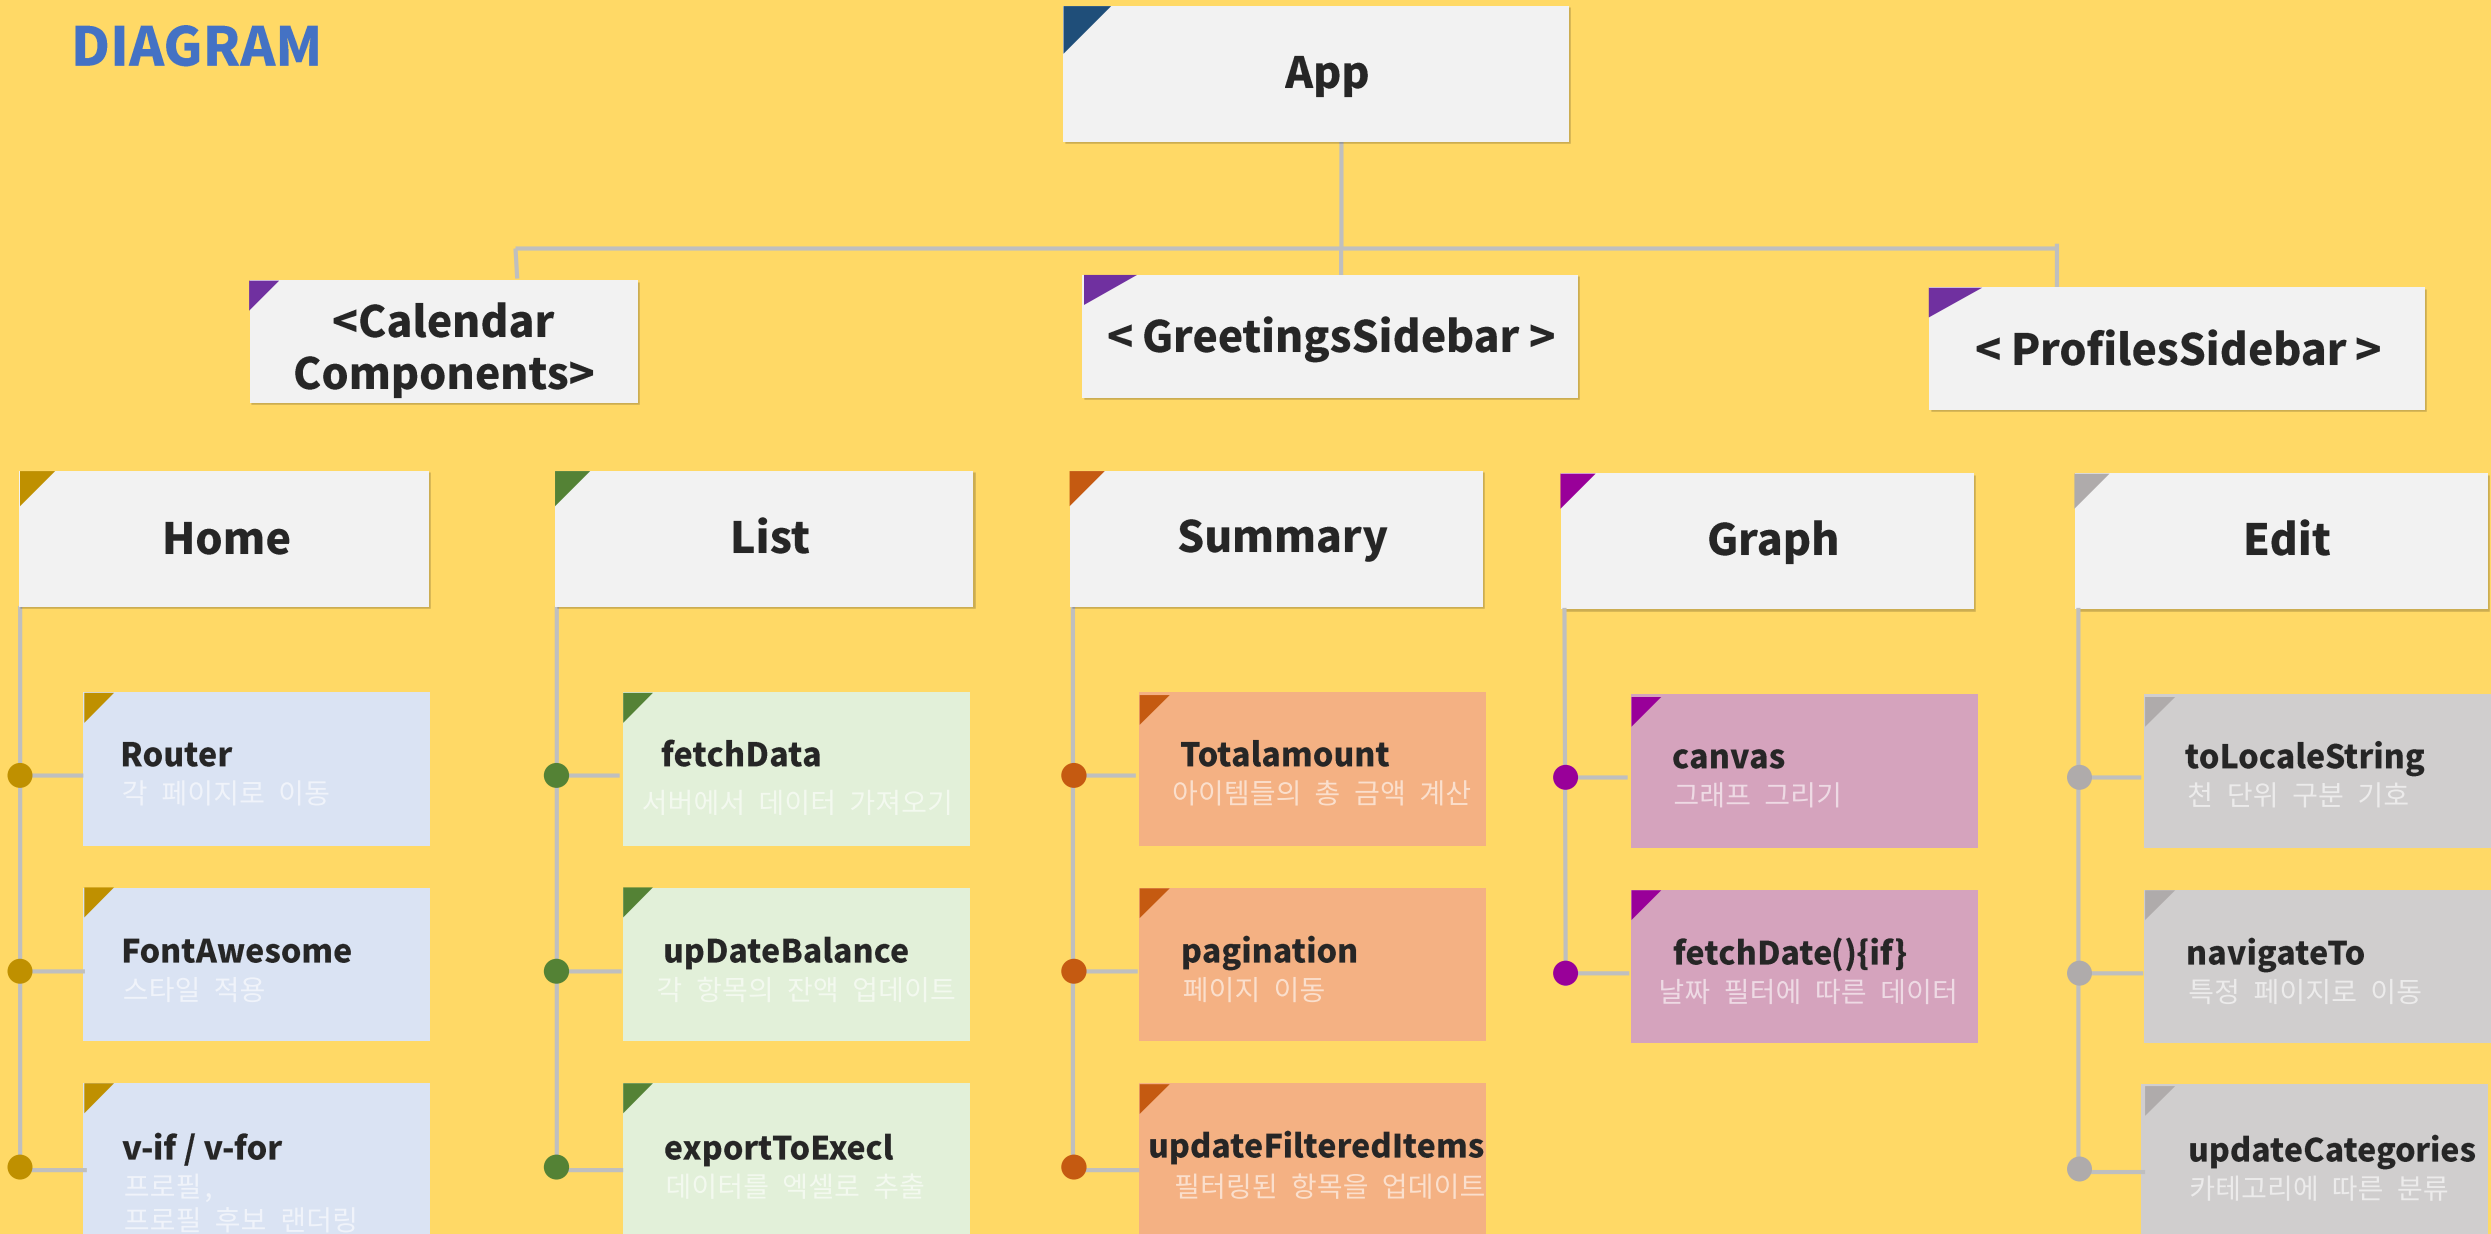 DIAGRAM
App
<Calendar
Components>
< GreetingsSidebar >
< ProfilesSidebar >
Home
List
Summary
Graph
Edit
Router
각 페이지로 이동
fetchData
서버에서 데이터 가져오기
Totalamount
아이템들의 총 금액 계산
canvas
그래프 그리기
toLocaleString
천 단위 구분 기호
FontAwesome
스타일 적용
upDateBalance
각 항목의 잔액 업데이트
pagination
페이지 이동
fetchDate(){if}
날짜 필터에 따른 데이터
navigateTo
특정 페이지로 이동
v-if / v-for
프로필,
프로필 후보 랜더링
exportToExecl
데이터를 엑셀로 추출
updateFilteredItems
필터링된 항목을 업데이트
updateCategories
카테고리에 따른 분류